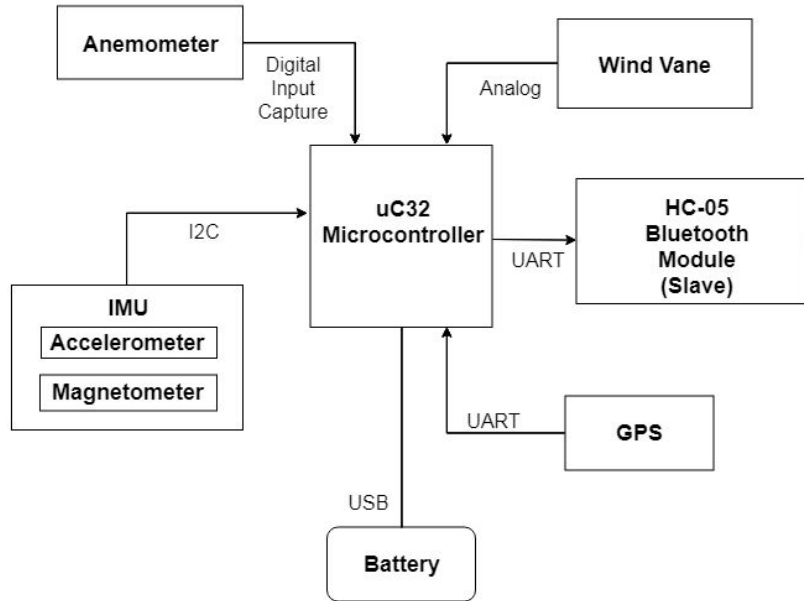 Anemometer
Wind Vane
Digital
Input
Capture
Analog
uC32
Microcontroller
HC-05
Bluetooth
Module
(Slave)
I2C
UART
IMU
Accelerometer
Magnetometer
UART
GPS
USB
Battery